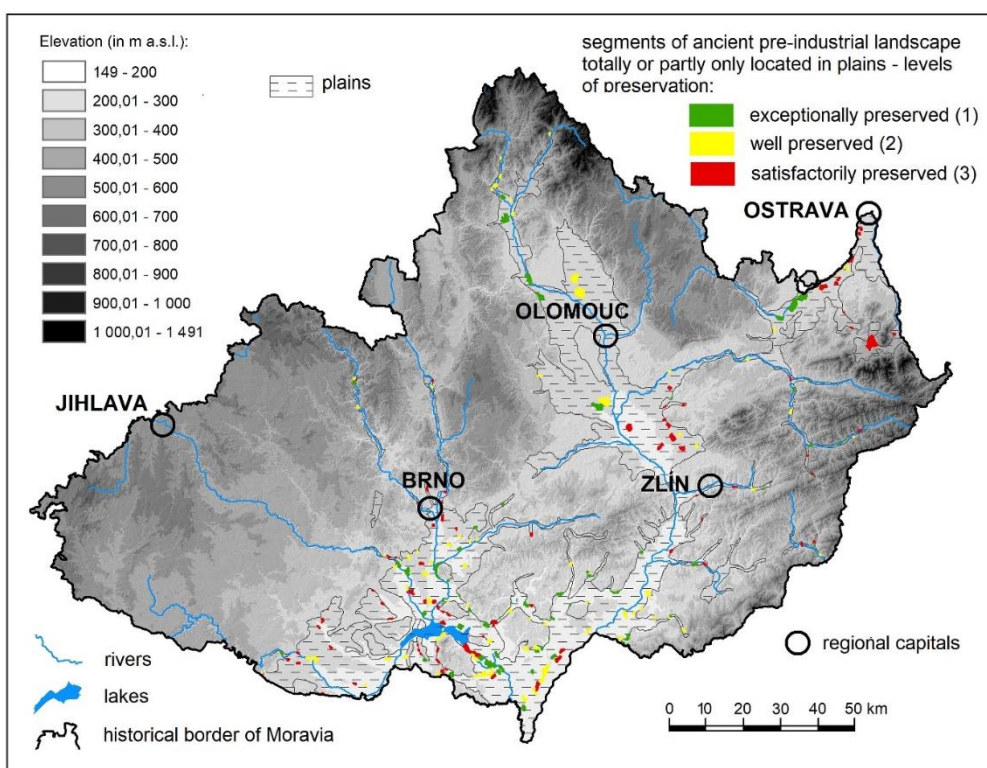 Elevation (in m a.s.l.):
149 - 200
200,01 - 300
300,01 - 400
400,01 - 500
500,01 - 600
600,01 - 700
700,01 - 800
800,01 - 900
900,01 - 1 000
1 000,01 - 1 491
plains
segments of ancient pre-industrial landscape
totally or partly only located in plains - levels
of preservation:
exceptionally preserved (1)
well preserved (2)
satisfactorily preserved (3)
OSTRAVA
OLOMOUC
JIHLAVA
BRNO
ZLÍN
regional capitals
rivers
lakes
historical border of Moravia
0 10 20 30 40 50 km